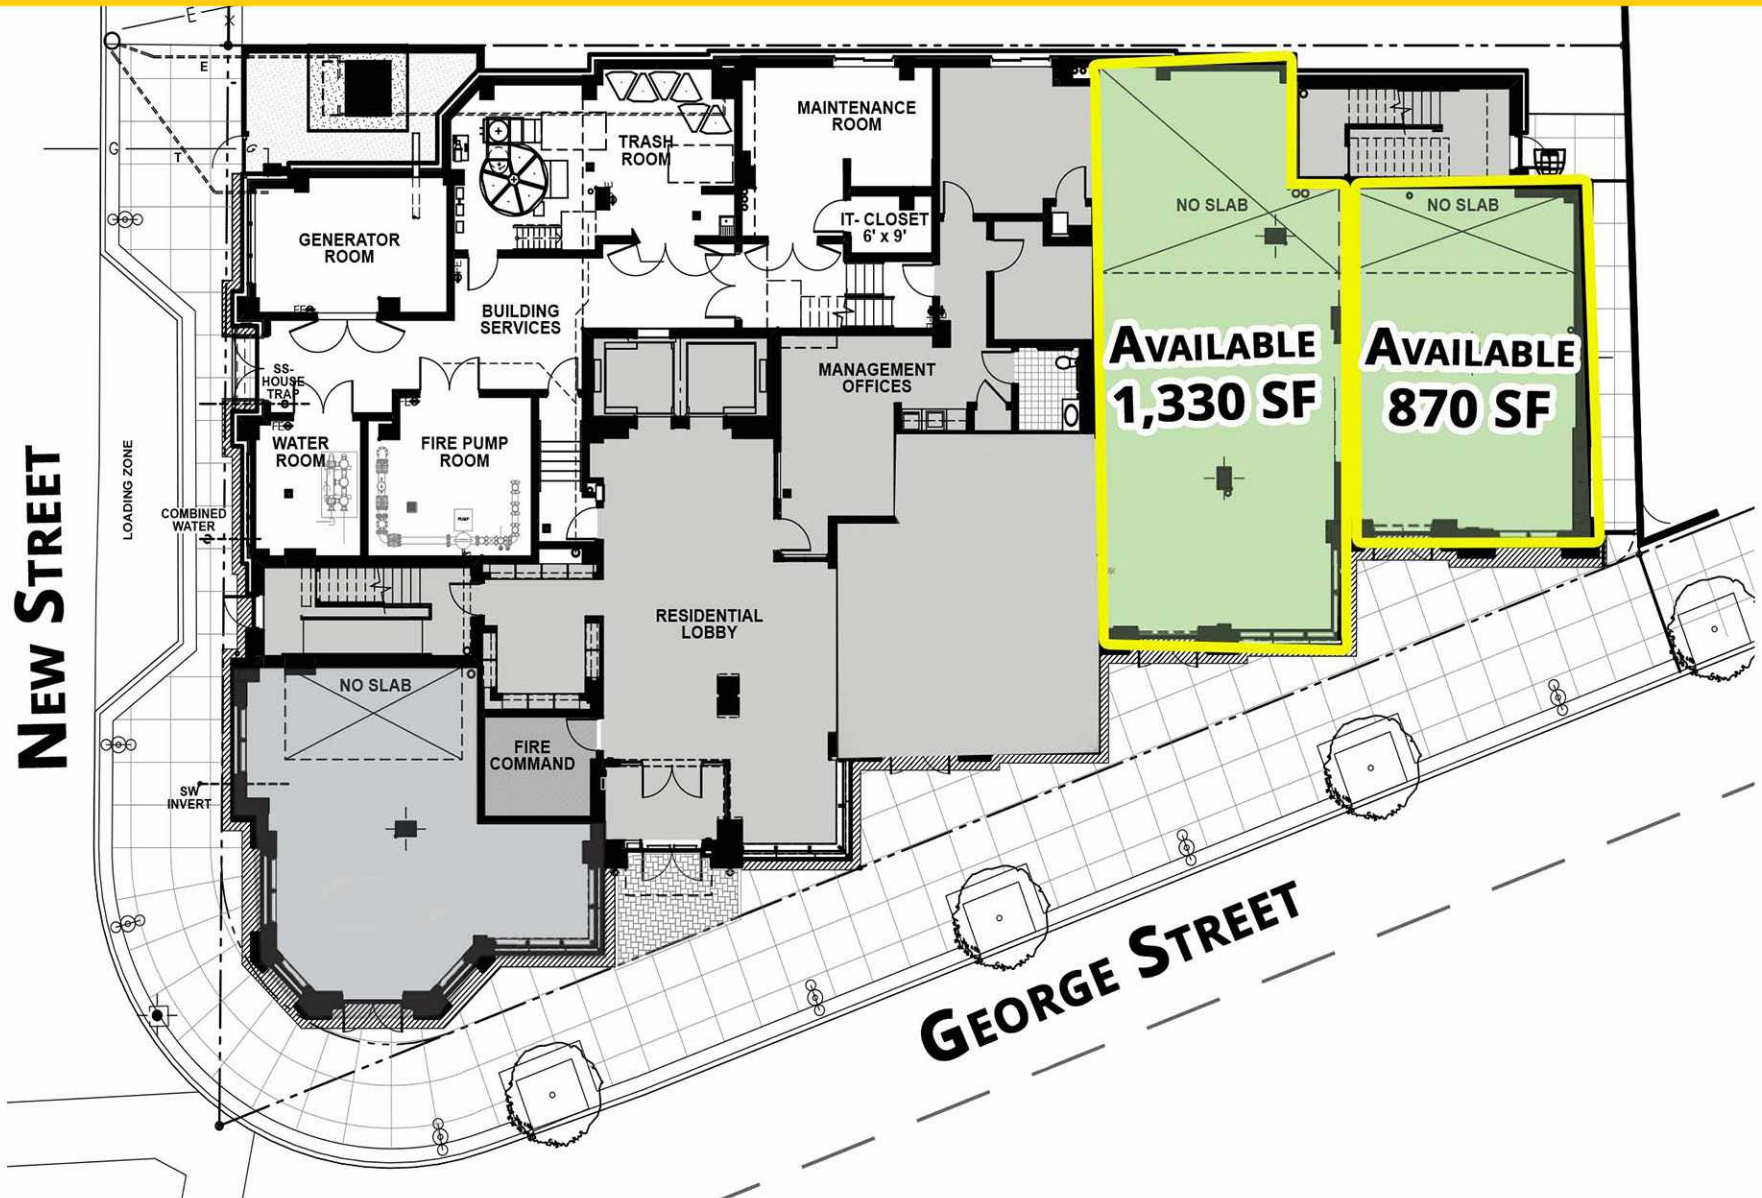 E
E
G
G
T
MAINTENANCE
ROOM
TRASH
ROOM
NO SLAB
NO SLAB
IT- CLOSET
6' x 9'
GENERATOR
ROOM
BUILDING
SERVICES
AVAILABLE
1,330 SF
AVAILABLE
870 SF
SS-
HOUSE
TRAP
MANAGEMENT
OFFICES
WATER
ROOM
FIRE PUMP
ROOM
PUMP
NEW STREET
LOADING ZONE
COMBINED
WATER
RESIDENTIAL
LOBBY
NO SLAB
FIRE
COMMAND
SW
INVERT
GEORGE STREET